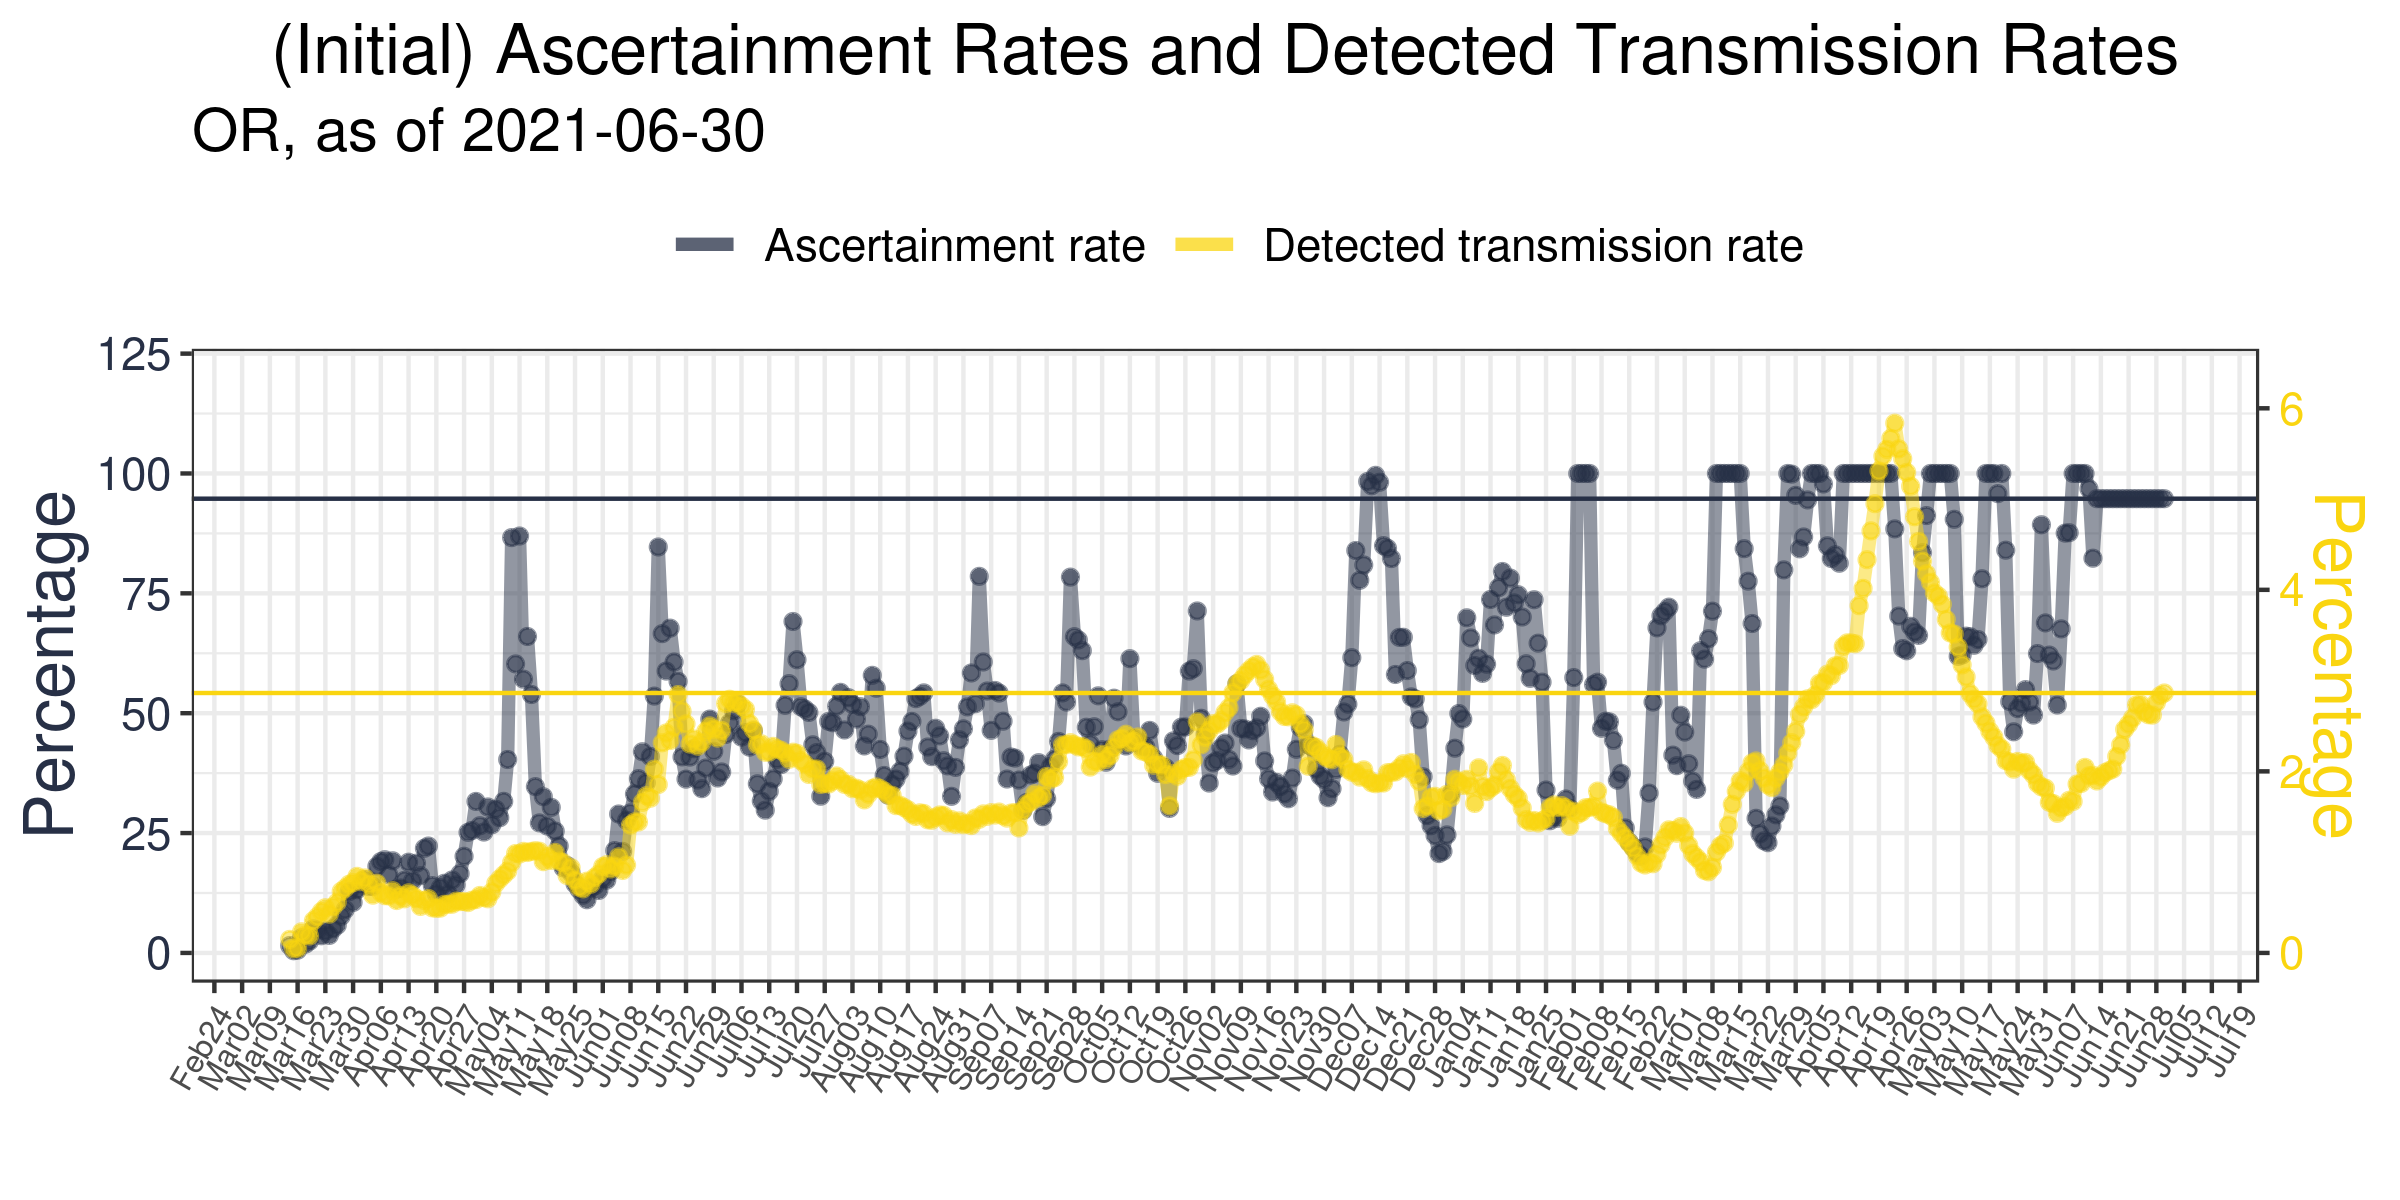 (Initial) Ascertainment Rates and Detected Transmission Rates
OR, as of 2021-06-30
Ascertainment rate
Detected transmission rate
125
100
75
50
25
0
Percentage
6
4
2
0
Percentage
Feb24
Mar02
Mar09
Mar16
Mar23
Mar30
Apr06
Apr13
Apr20
Apr27
May04
May11
May18
May25
Jun01
Jun08
Jun15
Jun22
Jun29
Jul06
Jul13
Jul20
Jul27
Aug03
Aug10
Aug17
Aug24
Aug31
Sep07
Sep14
Sep21
Sep28
Oct05
Oct12
Oct19
Oct26
Nov02
Nov09
Nov16
Nov23
Nov30
Dec07
Dec14
Dec21
Dec28
Jan04
Jan11
Jan18
Jan25
Feb01
Feb08
Feb15
Feb22
Mar01
Mar08
Mar15
Mar22
Mar29
Apr05
Apr12
Apr19
Apr26
May03
May10
May17
May24
May31
Jun07
Jun14
Jun21
Jun28
Jul05
Jul12
Jul19